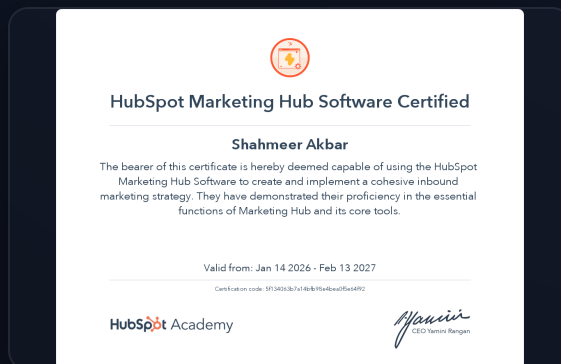 HubSpot Marketing Hub Software Certified
Shahmeer Akbar
The bearer of this certificate is hereby deemed capable of using the HubSpot
Marketing Hub Software to create and implement a cohesive inbound
marketing strategy. They have demonstrated their proficiency in the essential
functions of Marketing Hub and its core tools.
Valid from: Jan 14 2026 - Feb 13 2027
Certification code:
HubSpot Academy
Yamini
CEO Yamini Rangan